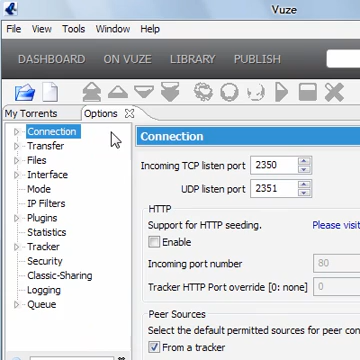 Vuze
File View Tools Window Help
DASHBOARD ON VUZE LIBRARY PUBLISH
My Torrents Options
Connection
Transfer
Files
Interface
Mode
IP Filters
Plugins
Statistics
Tracker
Security
Classic-Sharing
Logging
Queue
Connection
Incoming TCP listen port 2350
UDP listen port 2351
HTTP
Support for HTTP seeding. Please visit
Enable
Incoming port number 80
Tracker HTTP Port override [0: none] 0
Peer Sources
Select the default permitted sources for peer con
From a tracker